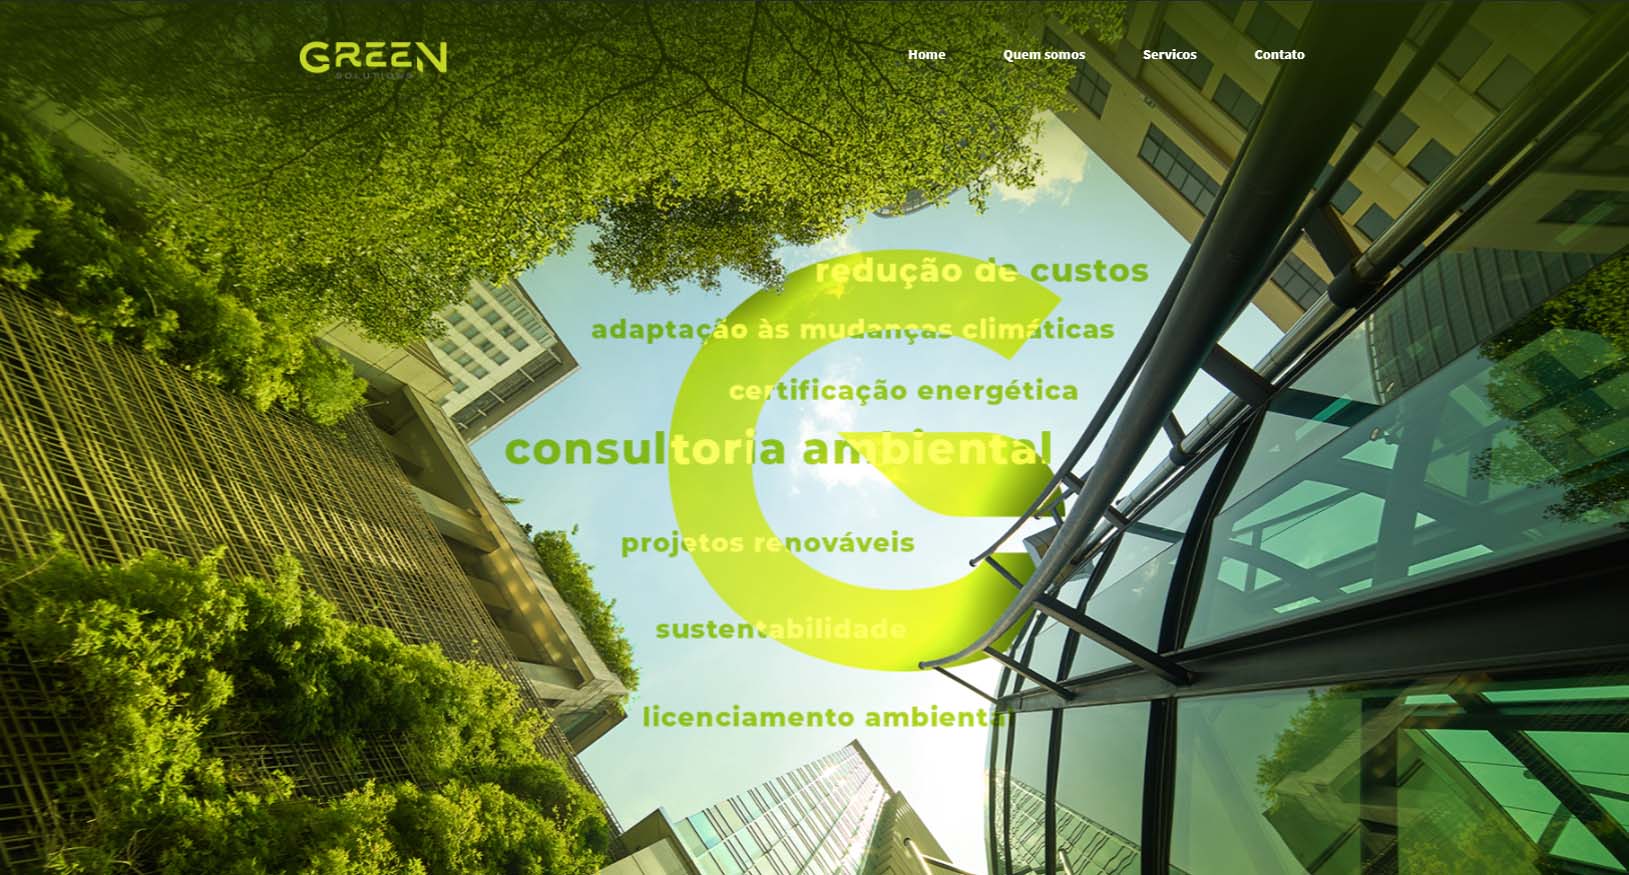 GREEN
SOLUTIONS
Home
Quem somos
Servicos
Contato
redução de custos
adaptação às mudanças climáticas
certificação energética
consultoria ambiental
projetos renováveis
sustentabilidade
licenciamento ambiental
G